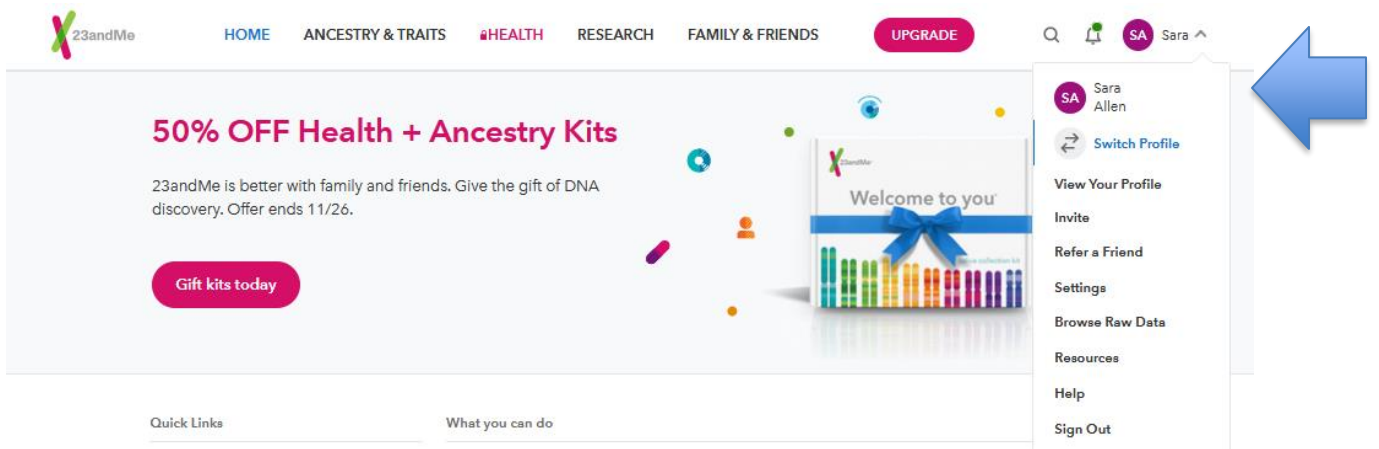 23andMe HOME ANCESTRY & TRAITS HEALTH RESEARCH FAMILY & FRIENDS UPGRADE SA Sara
SA Sara
Allen
Switch Profile
View Your Profile
Invite
Refer a Friend
Settings
Browse Raw Data
Resources
Help
Sign Out
50% OFF Health + Ancestry Kits
23andMe is better with family and friends. Give the gift of DNA
discovery. Offer ends 11/26.
Gift kits today
23andMe
Welcome to you
collection kit
Quick Links What you can do